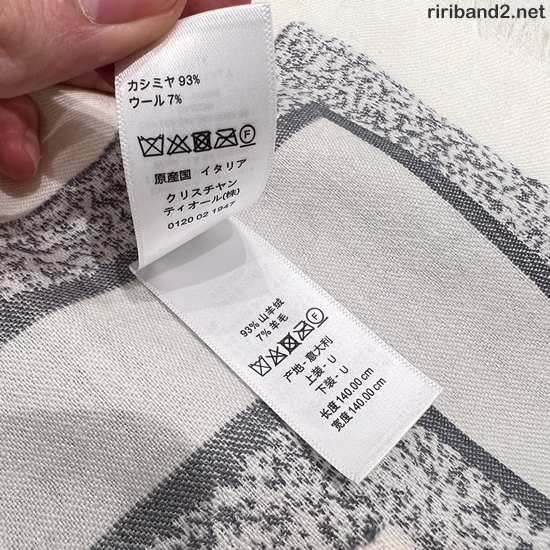 ririband2.net
カシミヤ 93%
ウール 7%
原産国 イタリア
クリスチャン
ディオール(株)
0120 02 1947
93% 山羊绒
7% 羊毛
产地 - 意大利
上装 - U
下装 - U
长度 140.00 cm
宽度 140.00 cm